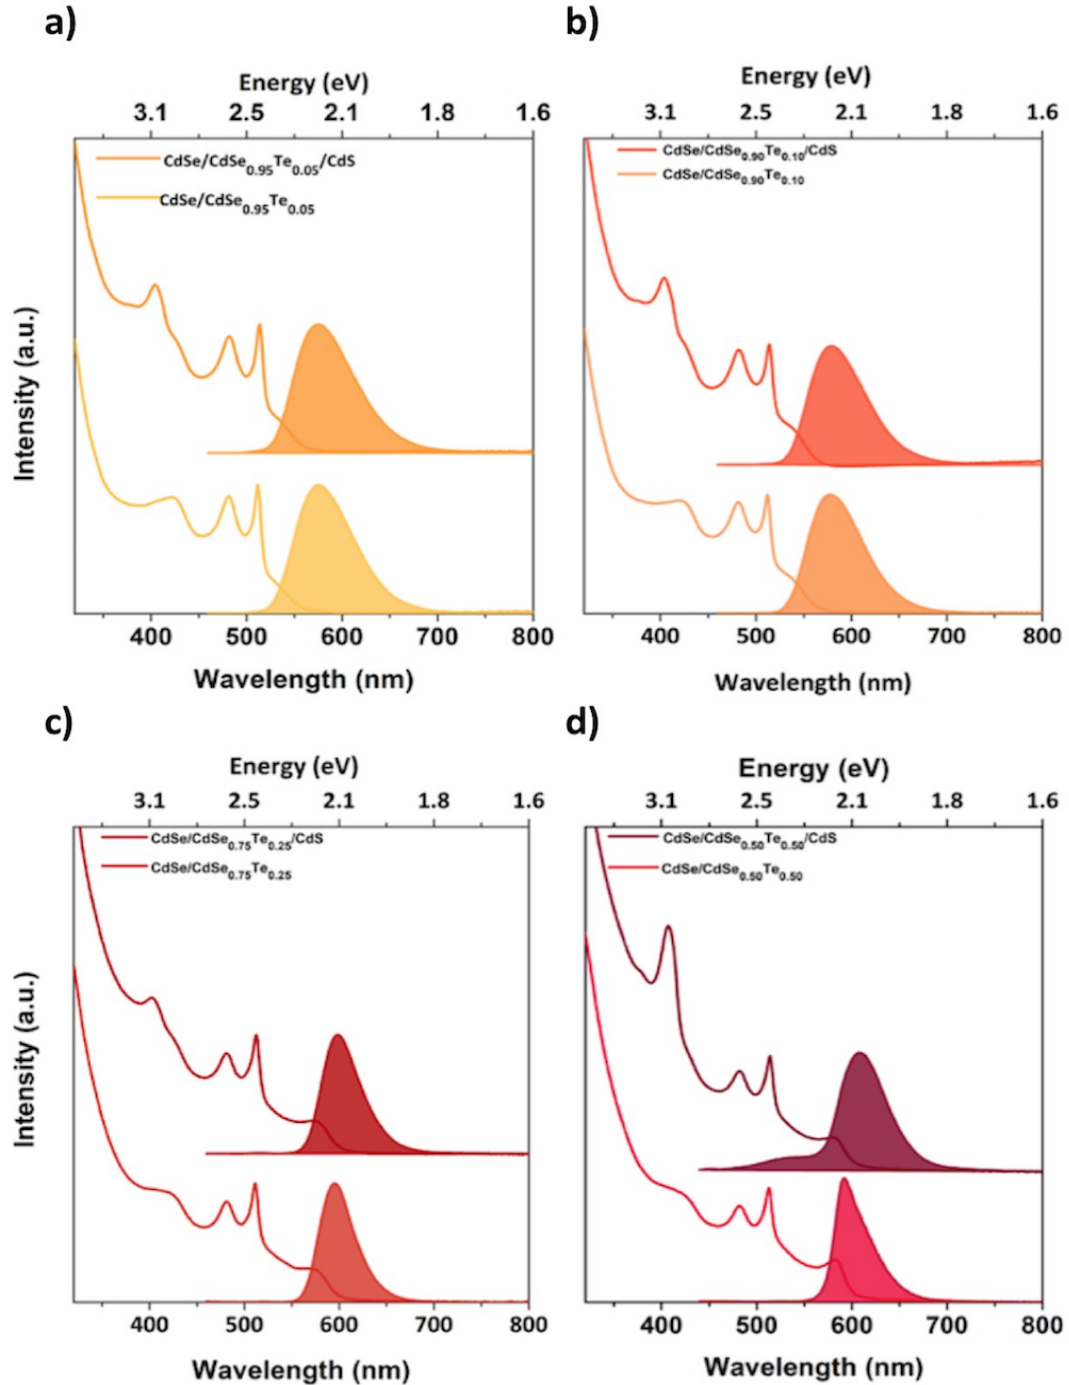 a)
Energy (eV)
3.1 2.5 2.1 1.8 1.6
CdSe/CdSe0.95Te0.05/CdS
CdSe/CdSe0.95Te0.05
Intensity (a.u.)
400 500 600 700 800
Wavelength (nm)
b)
Energy (eV)
3.1 2.5 2.1 1.8 1.6
CdSe/CdSe0.90Te0.10/CdS
CdSe/CdSe0.90Te0.10
400 500 600 700 800
Wavelength (nm)
c)
Energy (eV)
3.1 2.5 2.1 1.8 1.6
CdSe/CdSe0.75Te0.25/CdS
CdSe/CdSe0.75Te0.25
Intensity (a.u.)
400 500 600 700 800
Wavelength (nm)
d)
Energy (eV)
3.1 2.5 2.1 1.8 1.6
CdSe/CdSe0.50Te0.50/CdS
CdSe/CdSe0.50Te0.50
400 500 600 700 800
Wavelength (nm)